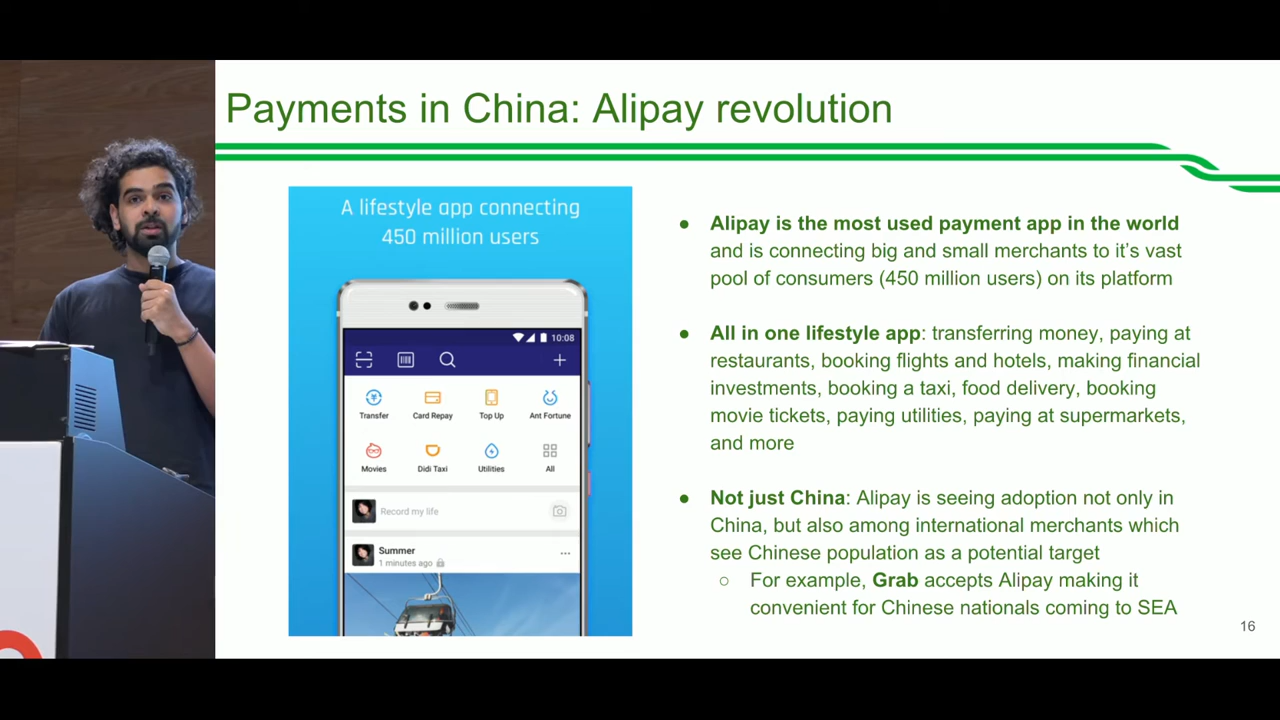 Payments in China: Alipay revolution
A lifestyle app connecting
450 million users
10:08
Transfer
Card Repay
Top Up
Ant Fortune
Movies
Didi Taxi
Utilities
All
Record my life
Summer
1 minutes ago
● Alipay is the most used payment app in the world
and is connecting big and small merchants to it's vast
pool of consumers (450 million users) on its platform
● All in one lifestyle app: transferring money, paying at
restaurants, booking flights and hotels, making financial
investments, booking a taxi, food delivery, booking
movie tickets, paying utilities, paying at supermarkets,
and more
● Not just China: Alipay is seeing adoption not only in
China, but also among international merchants which
see Chinese population as a potential target
○ For example, Grab accepts Alipay making it
convenient for Chinese nationals coming to SEA
16